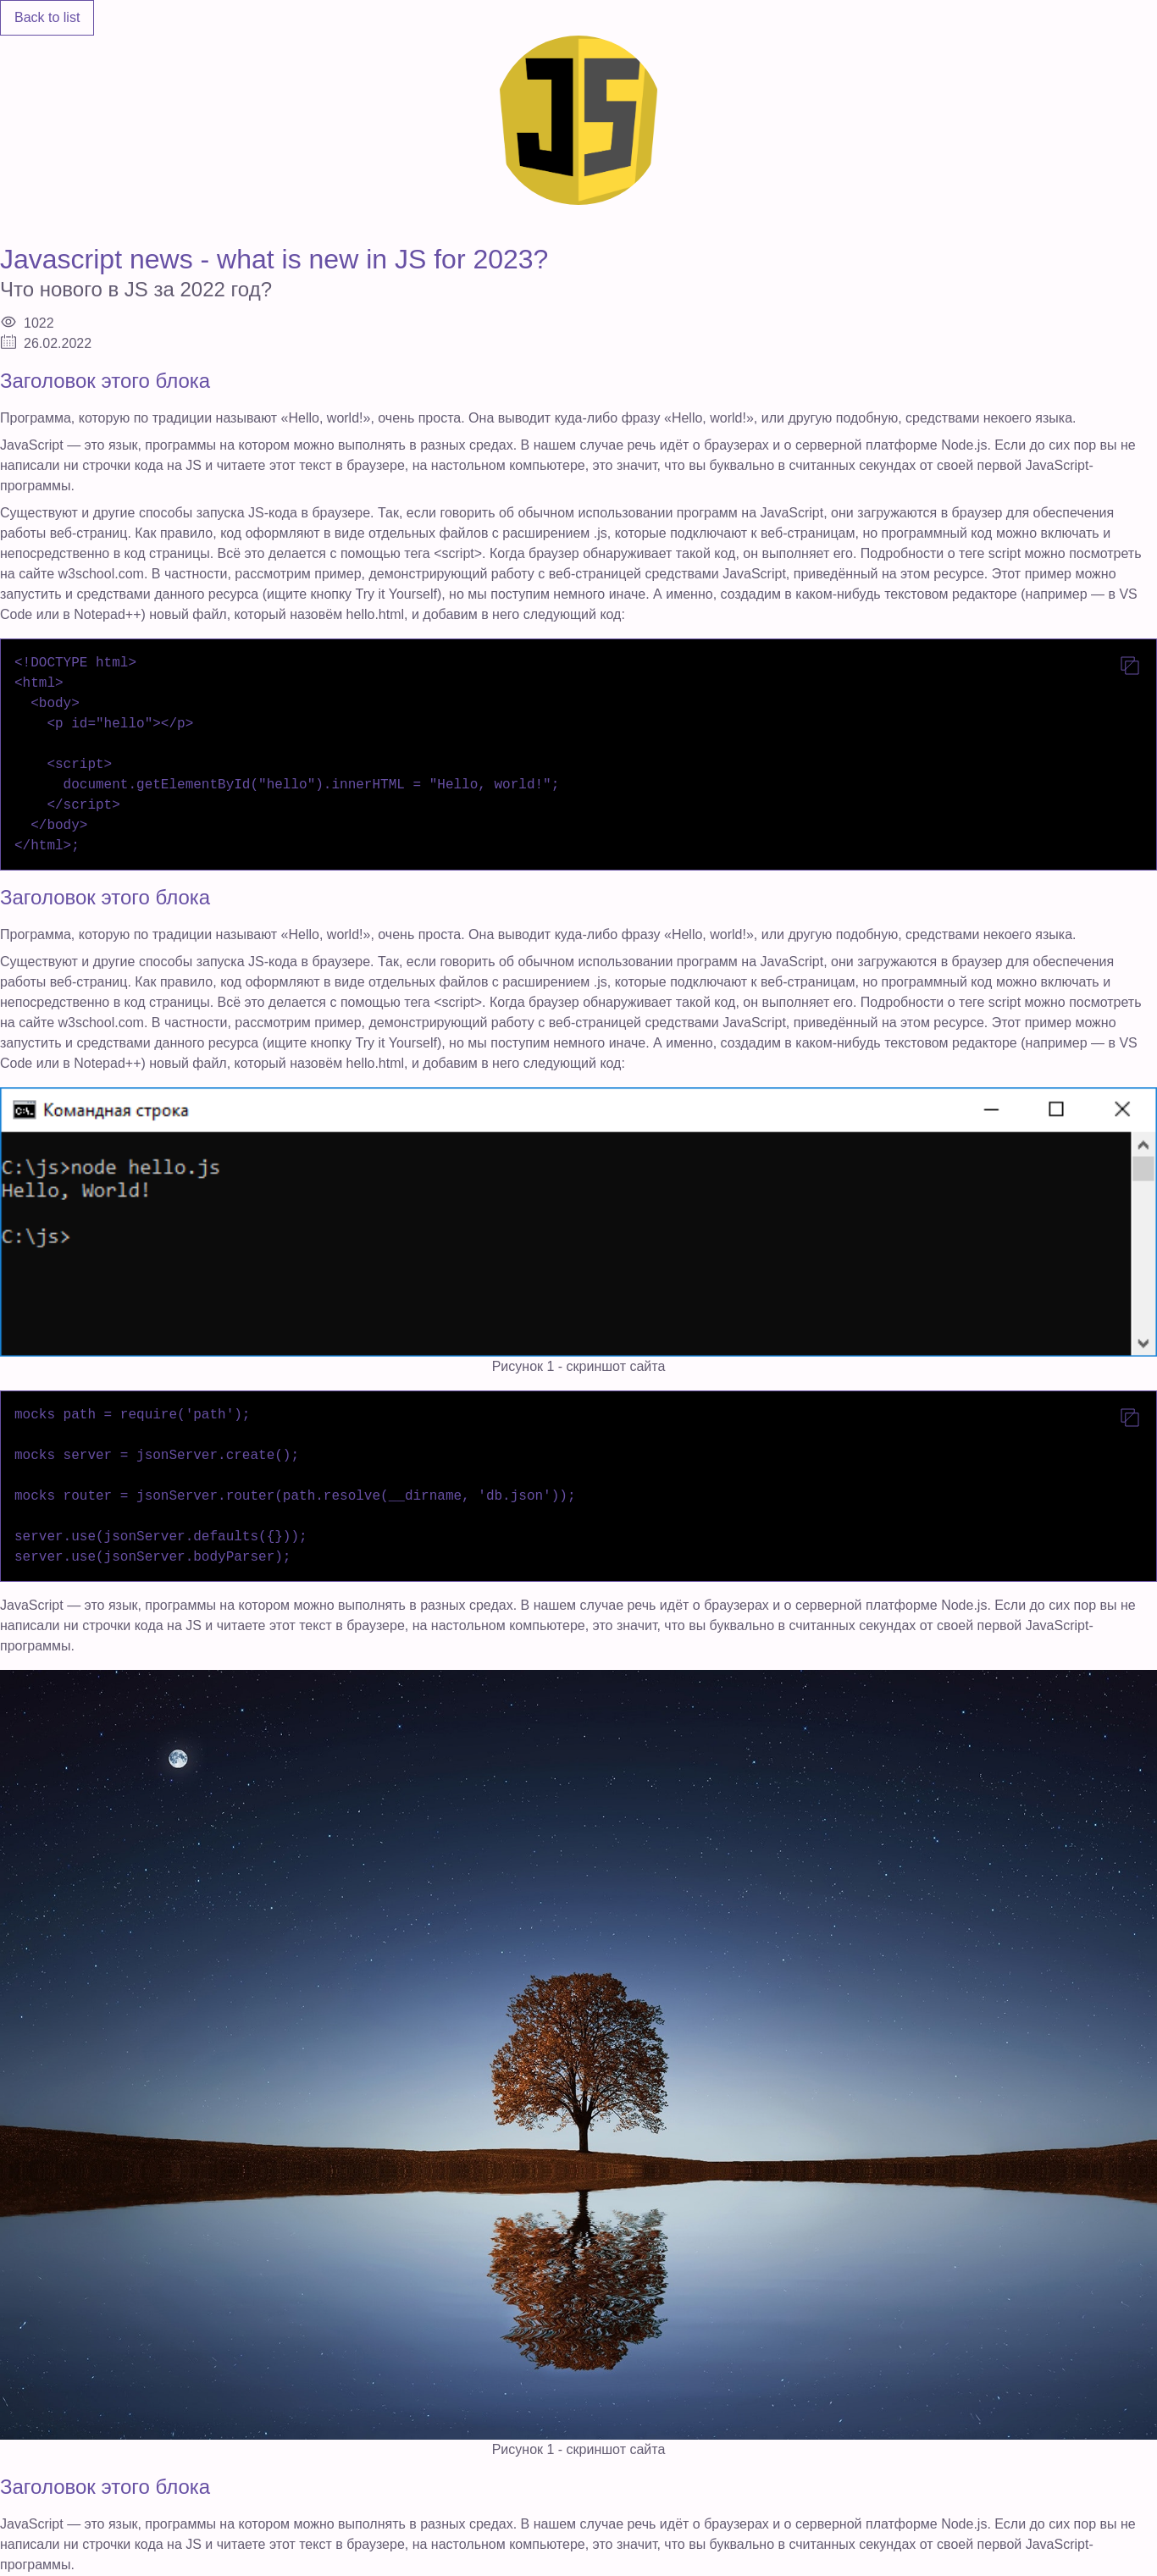 Back to list
JS
Javascript news - what is new in JS for 2023?
Что нового в JS за 2022 год?
1022
26.02.2022
Заголовок этого блока
Программа, которую по традиции называют «Hello, world!», очень проста. Она выводит куда-либо фразу «Hello, world!», или другую подобную, средствами некоего языка.
JavaScript — это язык, программы на котором можно выполнять в разных средах. В нашем случае речь идёт о браузерах и о серверной платформе Node.js. Если до сих пор вы не
написали ни строчки кода на JS и читаете этот текст в браузере, на настольном компьютере, это значит, что вы буквально в считанных секундах от своей первой JavaScript-
программы.
Существуют и другие способы запуска JS-кода в браузере. Так, если говорить об обычном использовании программ на JavaScript, они загружаются в браузер для обеспечения
работы веб-страниц. Как правило, код оформляют в виде отдельных файлов с расширением .js, которые подключают к веб-страницам, но программный код можно включать и
непосредственно в код страницы. Всё это делается с помощью тега <script>. Когда браузер обнаруживает такой код, он выполняет его. Подробности о теге script можно посмотреть
на сайте w3school.com. В частности, рассмотрим пример, демонстрирующий работу с веб-страницей средствами JavaScript, приведённый на этом ресурсе. Этот пример можно
запустить и средствами данного ресурса (ищите кнопку Try it Yourself), но мы поступим немного иначе. А именно, создадим в каком-нибудь текстовом редакторе (например — в VS
Code или в Notepad++) новый файл, который назовём hello.html, и добавим в него следующий код:
<!DOCTYPE html>
<html>
  <body>
    <p id="hello"></p>
    <script>
      document.getElementById("hello").innerHTML = "Hello, world!";
    </script>
  </body>
</html>;
Заголовок этого блока
Программа, которую по традиции называют «Hello, world!», очень проста. Она выводит куда-либо фразу «Hello, world!», или другую подобную, средствами некоего языка.
Существуют и другие способы запуска JS-кода в браузере. Так, если говорить об обычном использовании программ на JavaScript, они загружаются в браузер для обеспечения
работы веб-страниц. Как правило, код оформляют в виде отдельных файлов с расширением .js, которые подключают к веб-страницам, но программный код можно включать и
непосредственно в код страницы. Всё это делается с помощью тега <script>. Когда браузер обнаруживает такой код, он выполняет его. Подробности о теге script можно посмотреть
на сайте w3school.com. В частности, рассмотрим пример, демонстрирующий работу с веб-страницей средствами JavaScript, приведённый на этом ресурсе. Этот пример можно
запустить и средствами данного ресурса (ищите кнопку Try it Yourself), но мы поступим немного иначе. А именно, создадим в каком-нибудь текстовом редакторе (например — в VS
Code или в Notepad++) новый файл, который назовём hello.html, и добавим в него следующий код:
C:\. Командная строка
C:\js>node hello.js
Hello, World!
C:\js>
Рисунок 1 - скриншот сайта
mocks path = require('path');
mocks server = jsonServer.create();
mocks router = jsonServer.router(path.resolve(__dirname, 'db.json'));
server.use(jsonServer.defaults({}));
server.use(jsonServer.bodyParser);
JavaScript — это язык, программы на котором можно выполнять в разных средах. В нашем случае речь идёт о браузерах и о серверной платформе Node.js. Если до сих пор вы не
написали ни строчки кода на JS и читаете этот текст в браузере, на настольном компьютере, это значит, что вы буквально в считанных секундах от своей первой JavaScript-
программы.
Рисунок 1 - скриншот сайта
Заголовок этого блока
JavaScript — это язык, программы на котором можно выполнять в разных средах. В нашем случае речь идёт о браузерах и о серверной платформе Node.js. Если до сих пор вы не
написали ни строчки кода на JS и читаете этот текст в браузере, на настольном компьютере, это значит, что вы буквально в считанных секундах от своей первой JavaScript-
программы.